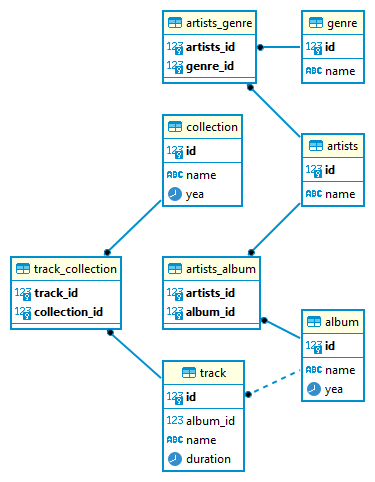 artists_genre
123 artists_id
123 genre_id
genre
123 id
ABC name
collection
123 id
ABC name
yea
artists
123 id
ABC name
track_collection
123 track_id
123 collection_id
artists_album
123 artists_id
123 album_id
album
123 id
ABC name
yea
track
123 id
123 album_id
ABC name
duration